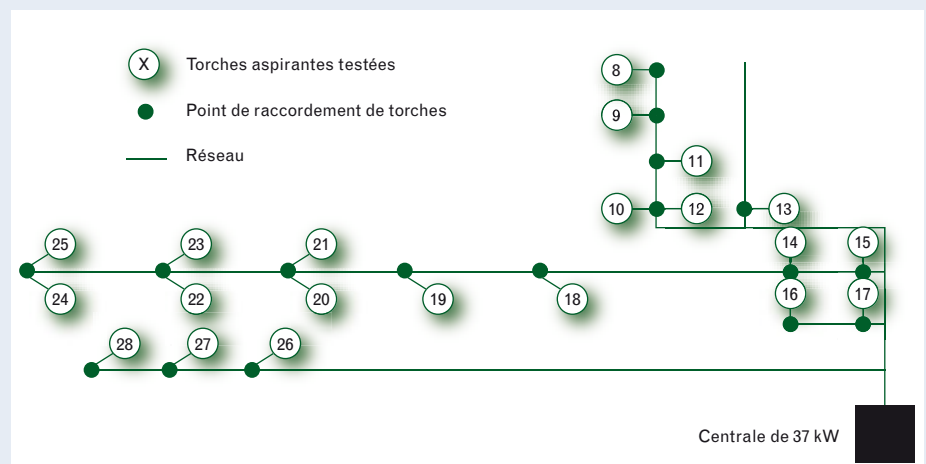 X Torches aspirantes testées
Point de raccordement de torches
Réseau
8
9
11
10 12 13
14 15
25 23 21
16 17
24 22 20 19 18
28 27 26
Centrale de 37 kW